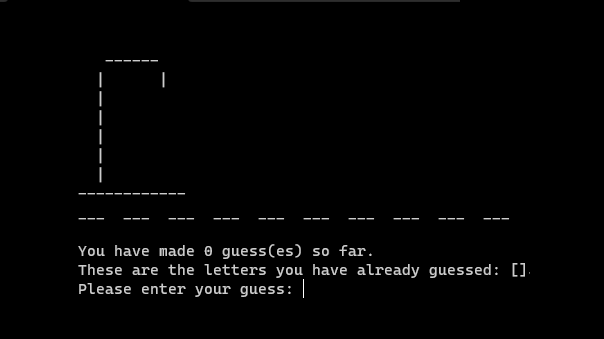 You have made 0 guess(es) so far.
These are the letters you have already guessed: [].
Please enter your guess: